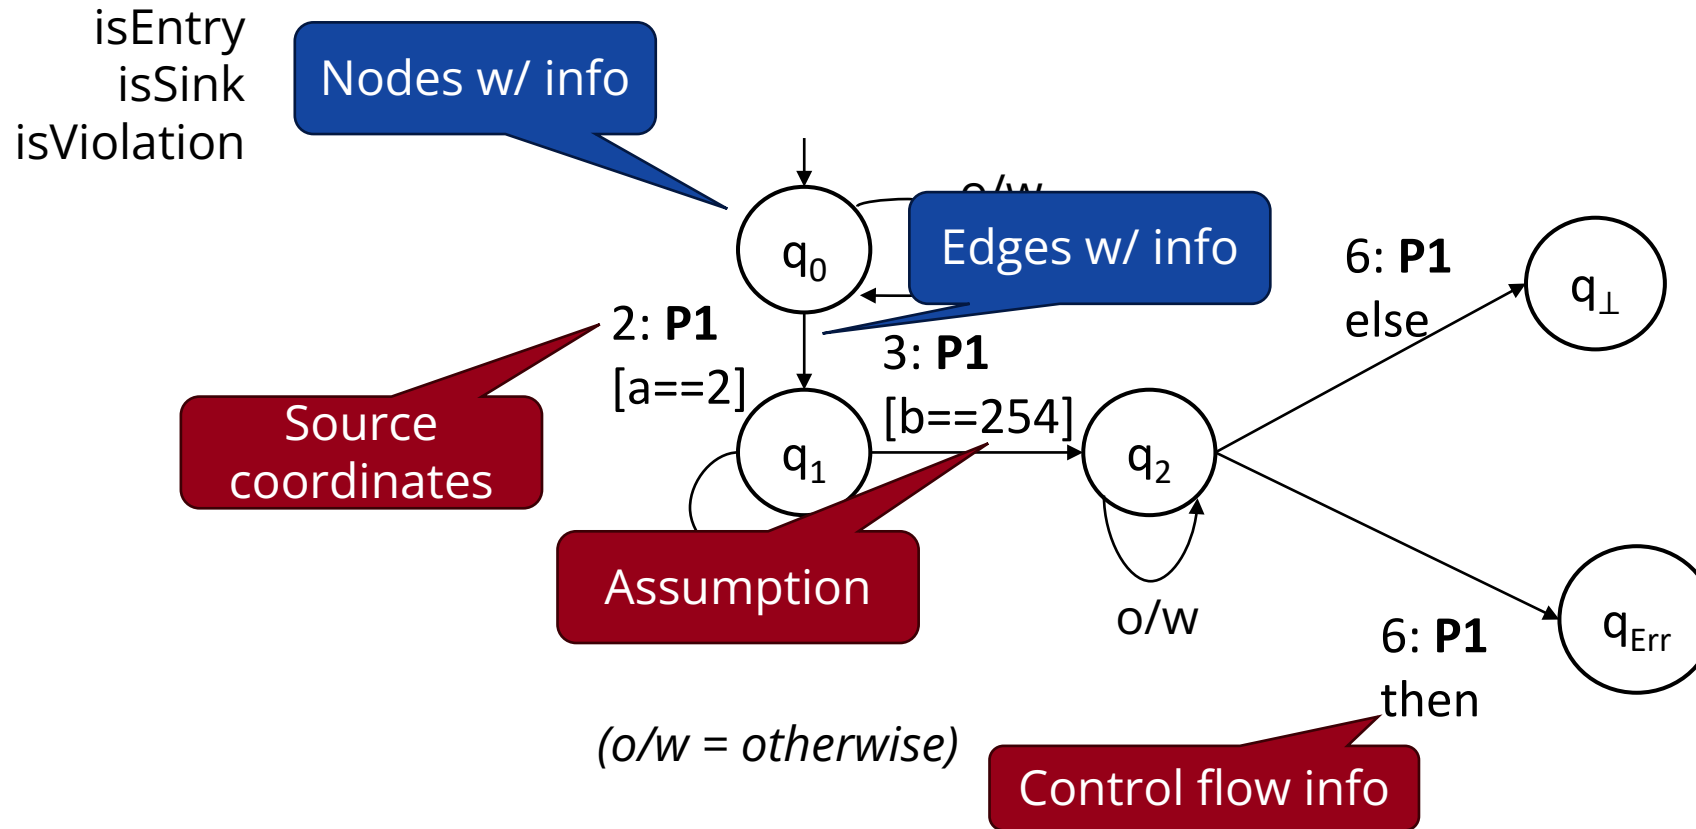 isEntry
isSink
isViolation
Nodes w/ info
o/w
q0
Edges w/ info
6: P1
else
q⊥
2: P1
[a==2]
3: P1
[b==254]
Source
coordinates
q1
q2
Assumption
o/w
6: P1
then
qErr
(o/w = otherwise)
Control flow info